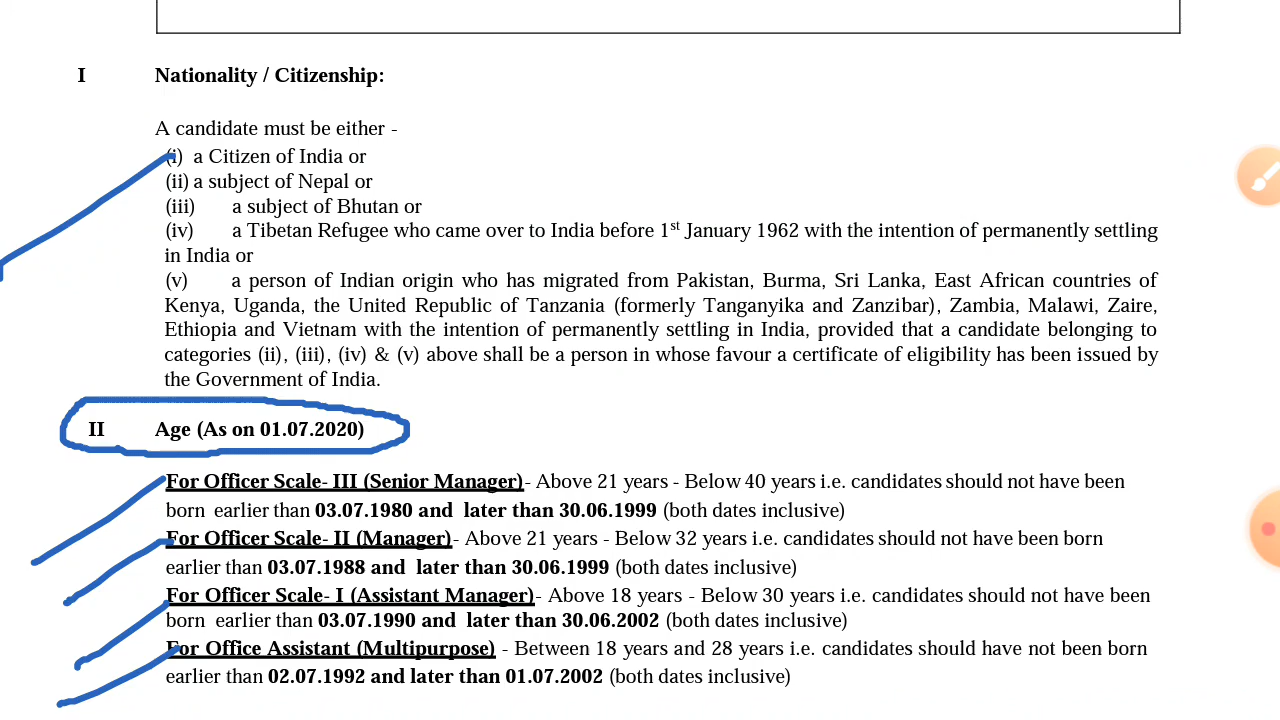 I Nationality / Citizenship:
A candidate must be either -
(i) a Citizen of India or
(ii) a subject of Nepal or
(iii) a subject of Bhutan or
(iv) a Tibetan Refugee who came over to India before 1st January 1962 with the intention of permanently settling
in India or
(v) a person of Indian origin who has migrated from Pakistan, Burma, Sri Lanka, East African countries of
Kenya, Uganda, the United Republic of Tanzania (formerly Tanganyika and Zanzibar), Zambia, Malawi, Zaire,
Ethiopia and Vietnam with the intention of permanently settling in India, provided that a candidate belonging to
categories (ii), (iii), (iv) & (v) above shall be a person in whose favour a certificate of eligibility has been issued by
the Government of India.
II Age (As on 01.07.2020)
For Officer Scale- III (Senior Manager)- Above 21 years - Below 40 years i.e. candidates should not have been
born earlier than 03.07.1980 and later than 30.06.1999 (both dates inclusive)
For Officer Scale- II (Manager)- Above 21 years - Below 32 years i.e. candidates should not have been born
earlier than 03.07.1988 and later than 30.06.1999 (both dates inclusive)
For Officer Scale- I (Assistant Manager)- Above 18 years - Below 30 years i.e. candidates should not have been
born earlier than 03.07.1990 and later than 30.06.2002 (both dates inclusive)
For Office Assistant (Multipurpose) - Between 18 years and 28 years i.e. candidates should have not been born
earlier than 02.07.1992 and later than 01.07.2002 (both dates inclusive)